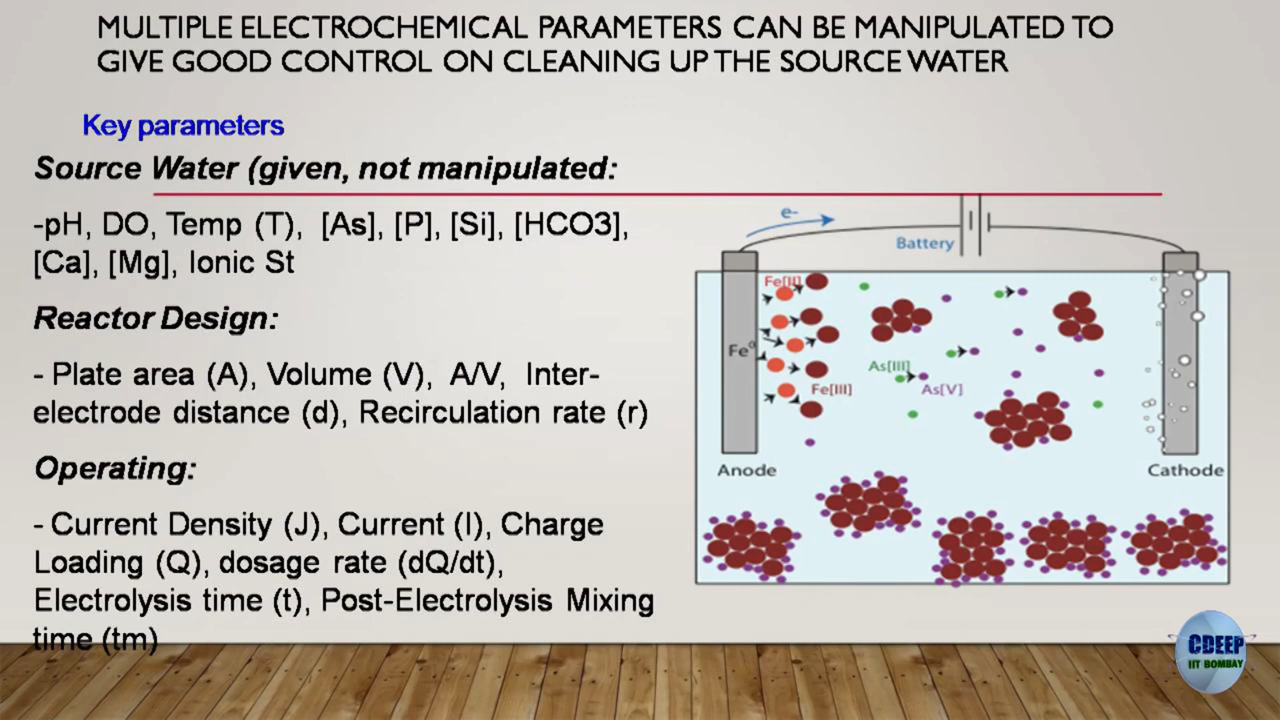 MULTIPLE ELECTROCHEMICAL PARAMETERS CAN BE MANIPULATED TO
GIVE GOOD CONTROL ON CLEANING UP THE SOURCE WATER
Key parameters
Source Water (given, not manipulated:
-pH, DO, Temp (T), [As], [P], [Si], [HCO3],
[Ca], [Mg], Ionic St
Reactor Design:
- Plate area (A), Volume (V), A/V, Inter-
electrode distance (d), Recirculation rate (r)
Operating:
- Current Density (J), Current (I), Charge
Loading (Q), dosage rate (dQ/dt),
Electrolysis time (t), Post-Electrolysis Mixing
time (tm)
e-
Battery
Fe[II]
Fe⁰
As[III]
Fe[III]
As[V]
Anode
Cathode
CDEEP
IIT BOMBAY